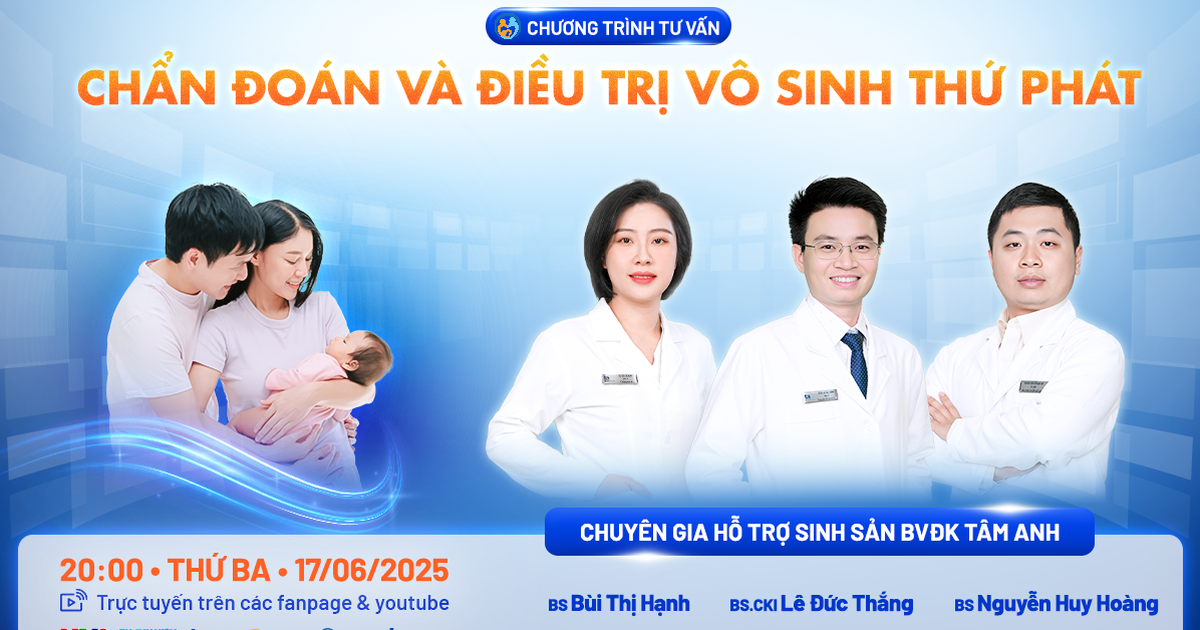 CHƯƠNG TRÌNH TƯ VẤN
CHẨN ĐOÁN VÀ ĐIỀU TRỊ VÔ SINH THỨ PHÁT
CHUYÊN GIA HỖ TRỢ SINH SẢN BVĐK TÂM ANH
20:00 • THỨ BA • 17/06/2025
Trực tuyến trên các fanpage & youtube
BS Bùi Thị Hạnh
BS.CKI Lê Đức Thắng
BS Nguyễn Huy Hoàng